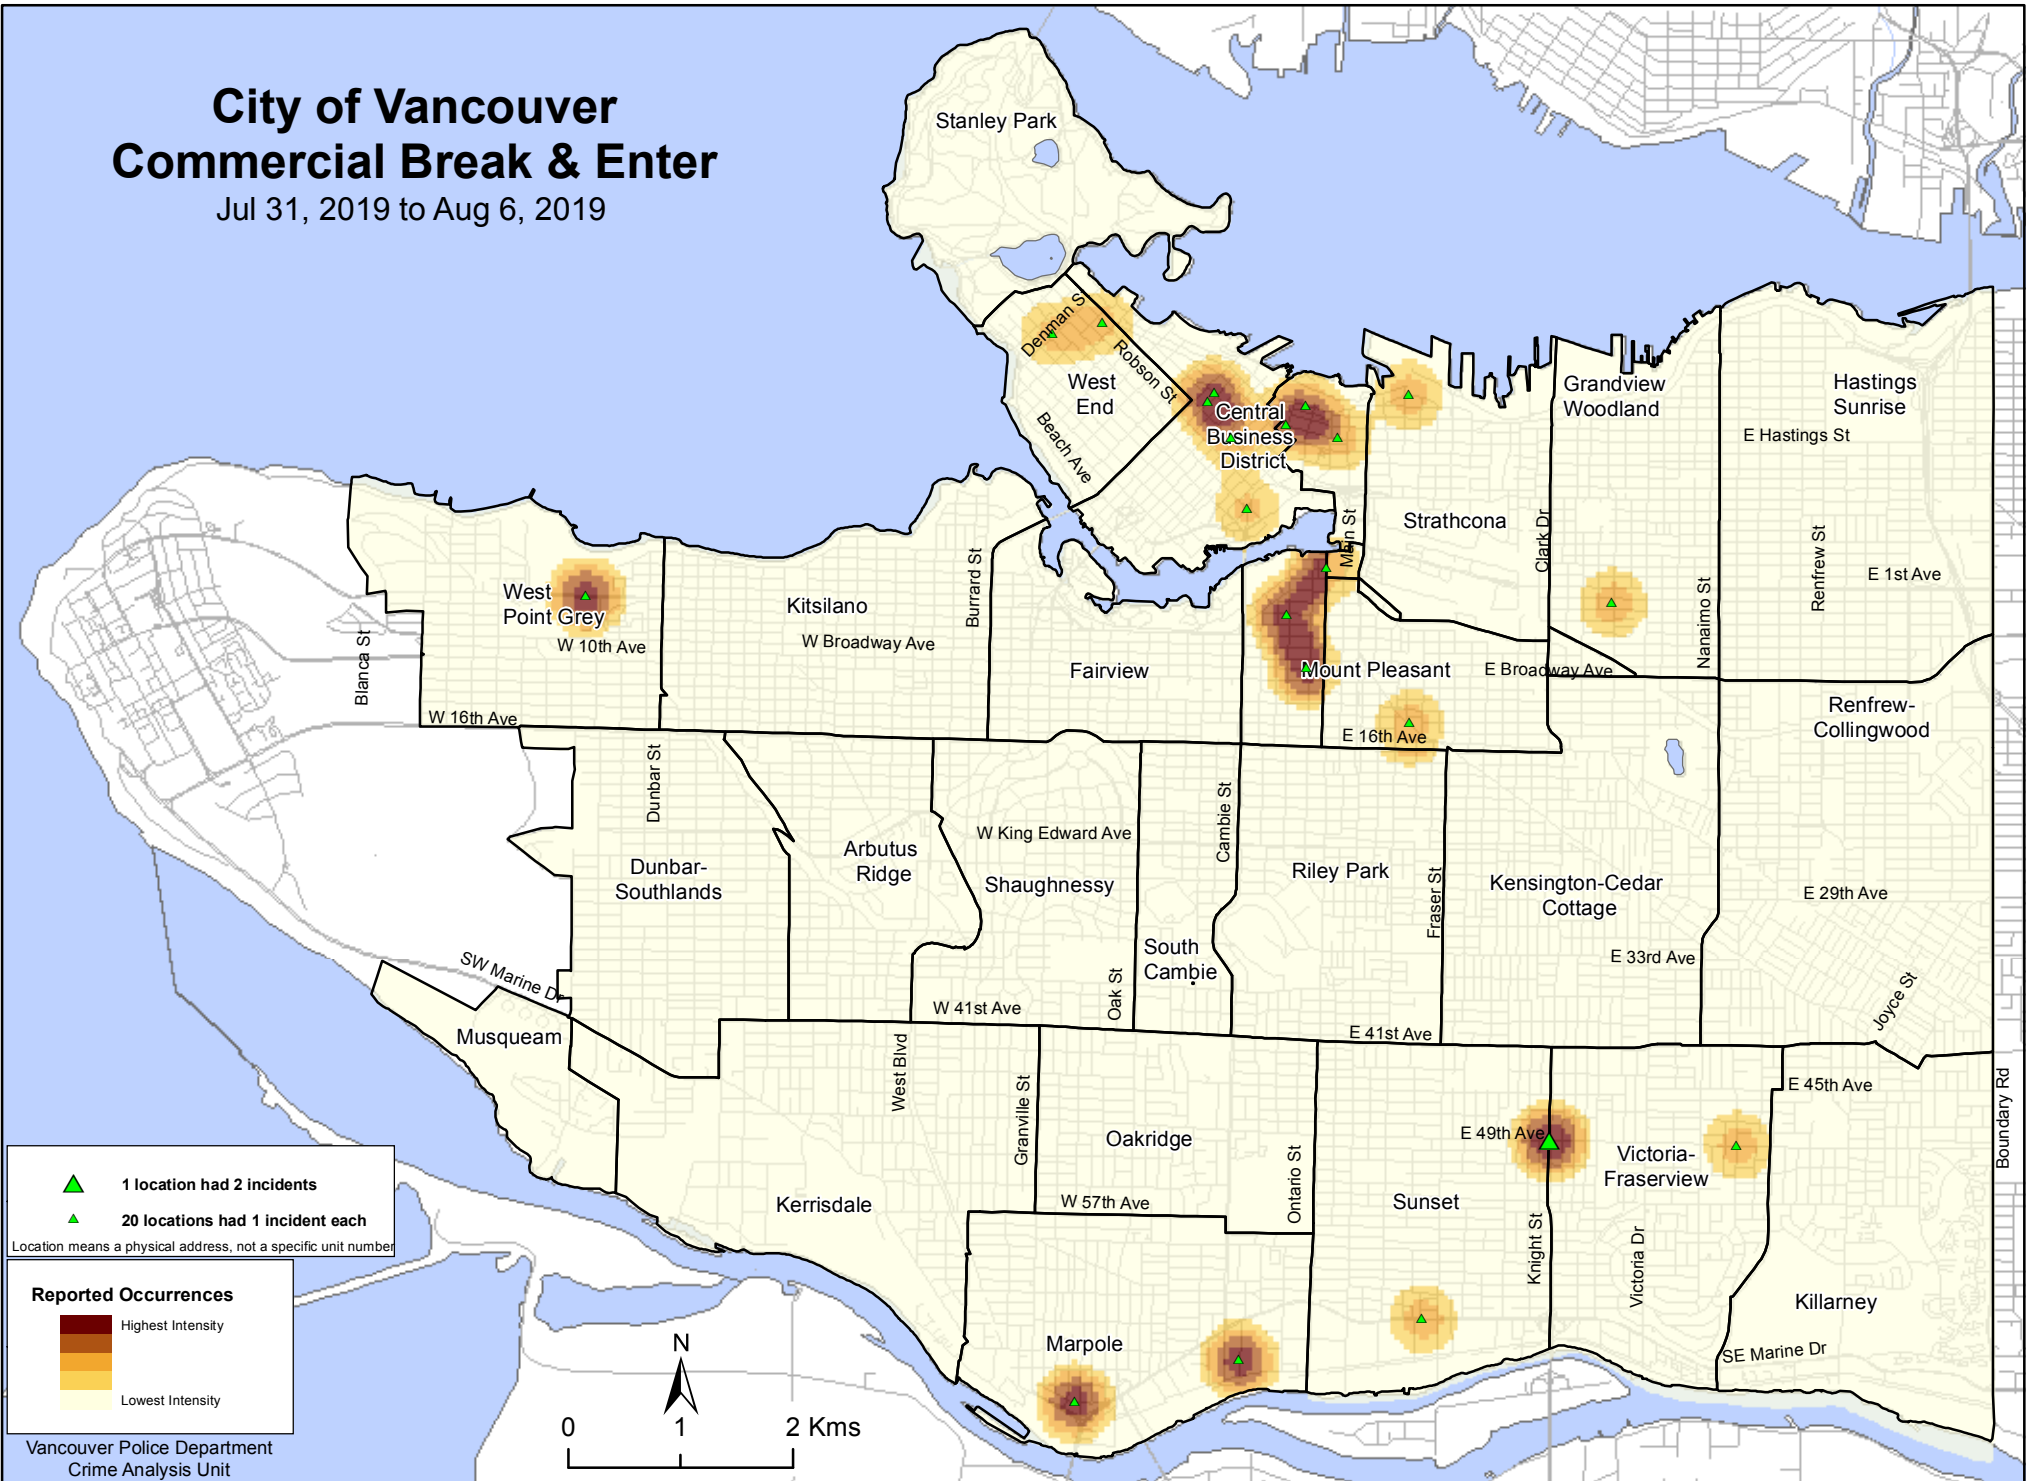 City of Vancouver
Commercial Break & Enter
Jul 31, 2019 to Aug 6, 2019
Stanley Park
Denman S
Robson St
West
End
Beach Ave
Central
Business
District
Grandview
Woodland
Hastings
Sunrise
E Hastings St
Strathcona
Main St
Clark Dr
Nanaimo St
Renfrew St
E 1st Ave
West
Point Grey
W 10th Ave
Blanca St
W 16th Ave
Kitsilano
W Broadway Ave
Burrard St
Fairview
Mount Pleasant
E Broadway Ave
E 16th Ave
Renfrew-
Collingwood
Dunbar St
Dunbar-
Southlands
Arbutus
Ridge
W King Edward Ave
Shaughnessy
Cambie St
South
Cambie
Oak St
Riley Park
Fraser St
Kensington-Cedar
Cottage
E 29th Ave
E 33rd Ave
Joyce St
SW Marine Dr
Musqueam
W 41st Ave
E 41st Ave
West Blvd
Granville St
Oakridge
W 57th Ave
Ontario St
E 49th Ave
Sunset
Knight St
Victoria-
Fraserview
Victoria Dr
E 45th Ave
Boundary Rd
Killarney
SE Marine Dr
Kerrisdale
Marpole
1 location had 2 incidents
20 locations had 1 incident each
Location means a physical address, not a specific unit number
Reported Occurrences
Highest Intensity
Lowest Intensity
Vancouver Police Department
Crime Analysis Unit
N
0 1 2 Kms